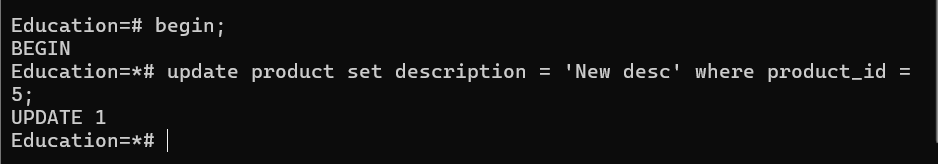 Education=# begin;
BEGIN
Education=*# update product set description = 'New desc' where product_id =
5;
UPDATE 1
Education=*#